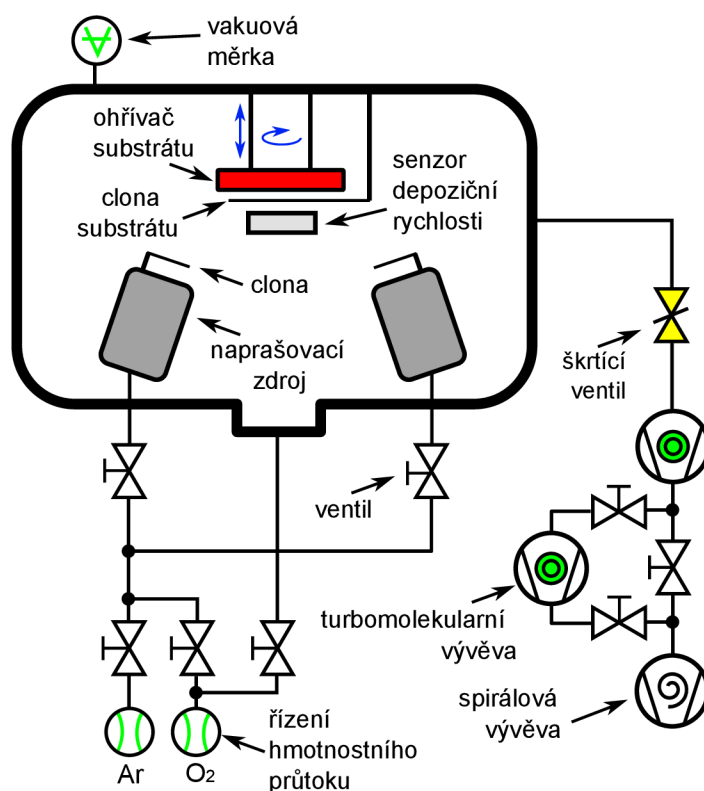 vakuová
měrka
ohřívač
substrátu
senzor
depoziční
rychlosti
clona
substrátu
clona
naprašovací
zdroj
škrtící
ventil
ventil
turbomolekularní
vývěva
spirálová
vývěva
řízení
hmotnostního
průtoku
Ar
O2